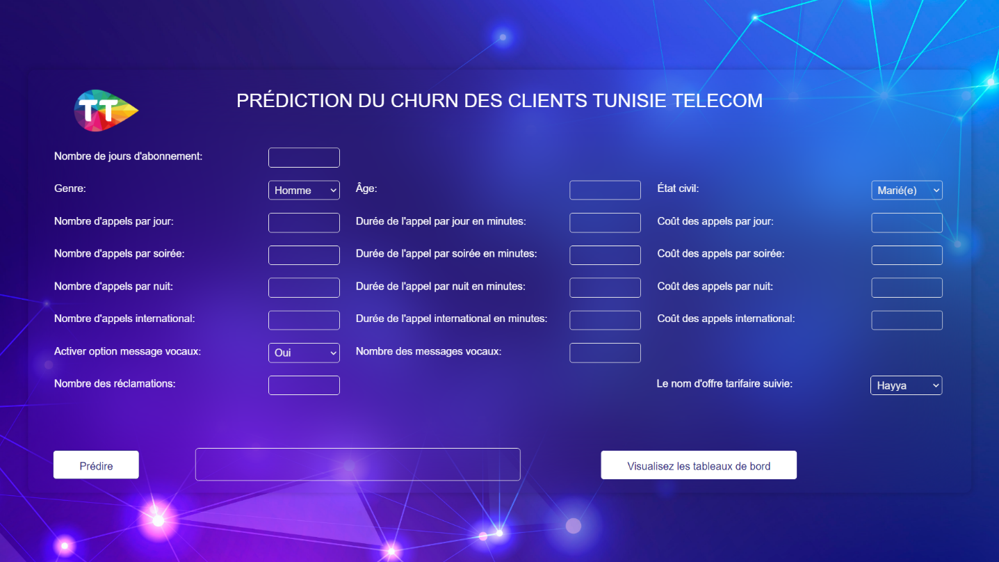 TT
PRÉDICTION DU CHURN DES CLIENTS TUNISIE TELECOM
Nombre de jours d'abonnement:
Genre: Homme Âge: État civil: Marié(e)
Nombre d'appels par jour: Durée de l'appel par jour en minutes: Coût des appels par jour:
Nombre d'appels par soirée: Durée de l'appel par soirée en minutes: Coût des appels par soirée:
Nombre d'appels par nuit: Durée de l'appel par nuit en minutes: Coût des appels par nuit:
Nombre d'appels international: Durée de l'appel international en minutes: Coût des appels international:
Activer option message vocaux: Oui Nombre des messages vocaux:
Nombre des réclamations: Le nom d'offre tarifaire suivie: Hayya
Prédire Visualisez les tableaux de bord